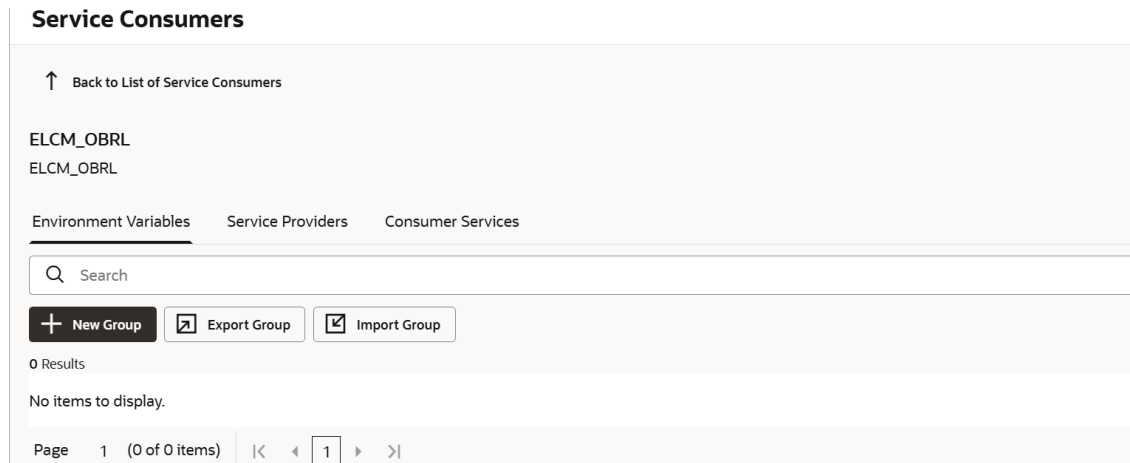 Service Consumers
Back to List of Service Consumers
ELCM_OBRL
ELCM_OBRL
Environment Variables Service Providers Consumer Services
Search
New Group Export Group Import Group
0 Results
No items to display.
Page 1 (0 of 0 items) 1